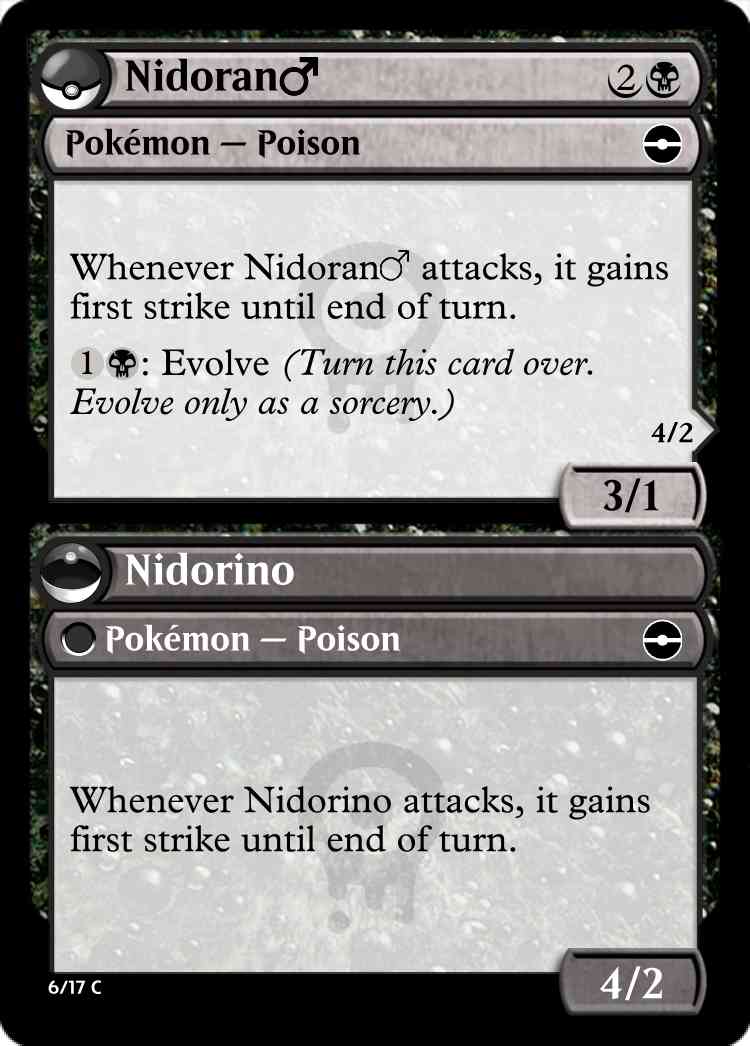 Nidoran♂ 2
Pokémon — Poison
Whenever Nidoran♂ attacks, it gains
first strike until end of turn.
1: Evolve (Turn this card over.
Evolve only as a sorcery.)
4/2
3/1
Nidorino
Pokémon — Poison
Whenever Nidorino attacks, it gains
first strike until end of turn.
6/17 C
4/2